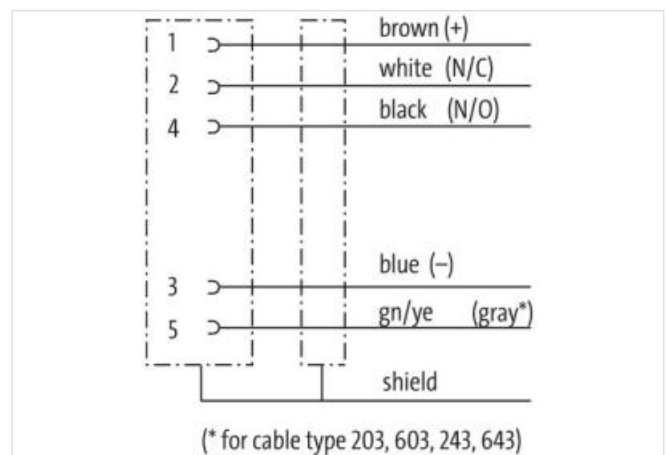 1 brown (+)
2 white (N/C)
4 black (N/O)
3 blue (–)
5 gn/ye (gray*)
shield
(* for cable type 203, 603, 243, 643)